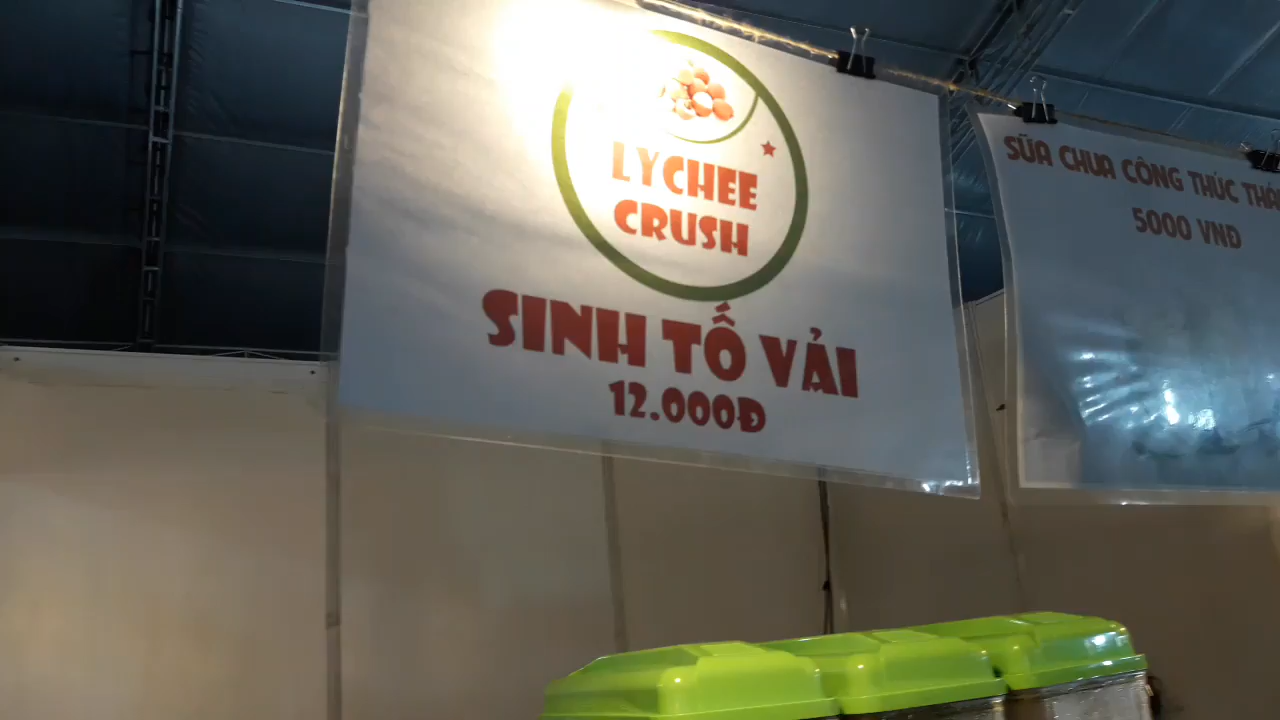 LYCHEE
CRUSH
SINH TỐ VẢI
12.000Đ
SỮA CHUA CÔNG THỨC
5000 VNĐ